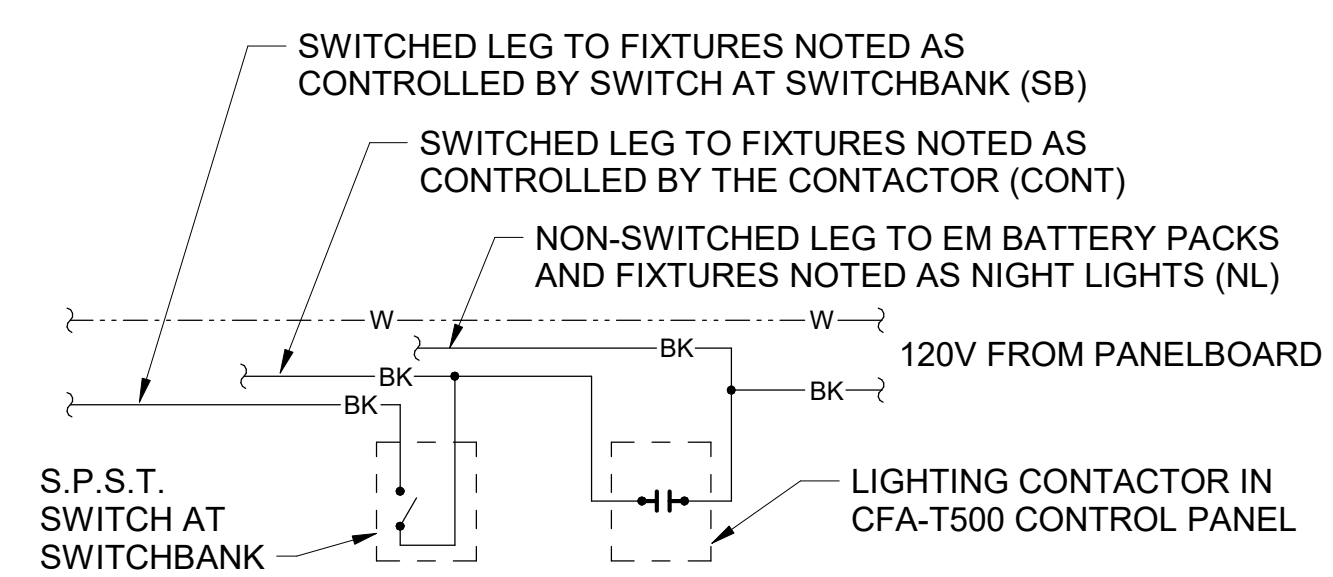 SWITCHED LEG TO FIXTURES NOTED AS
CONTROLLED BY SWITCH AT SWITCHBANK (SB)
SWITCHED LEG TO FIXTURES NOTED AS
CONTROLLED BY THE CONTACTOR (CONT)
NON-SWITCHED LEG TO EM BATTERY PACKS
AND FIXTURES NOTED AS NIGHT LIGHTS (NL)
W
W
BK
120V FROM PANELBOARD
BK
BK
BK
S.P.S.T.
SWITCH AT
SWITCHBANK
LIGHTING CONTACTOR IN
CFA-T500 CONTROL PANEL